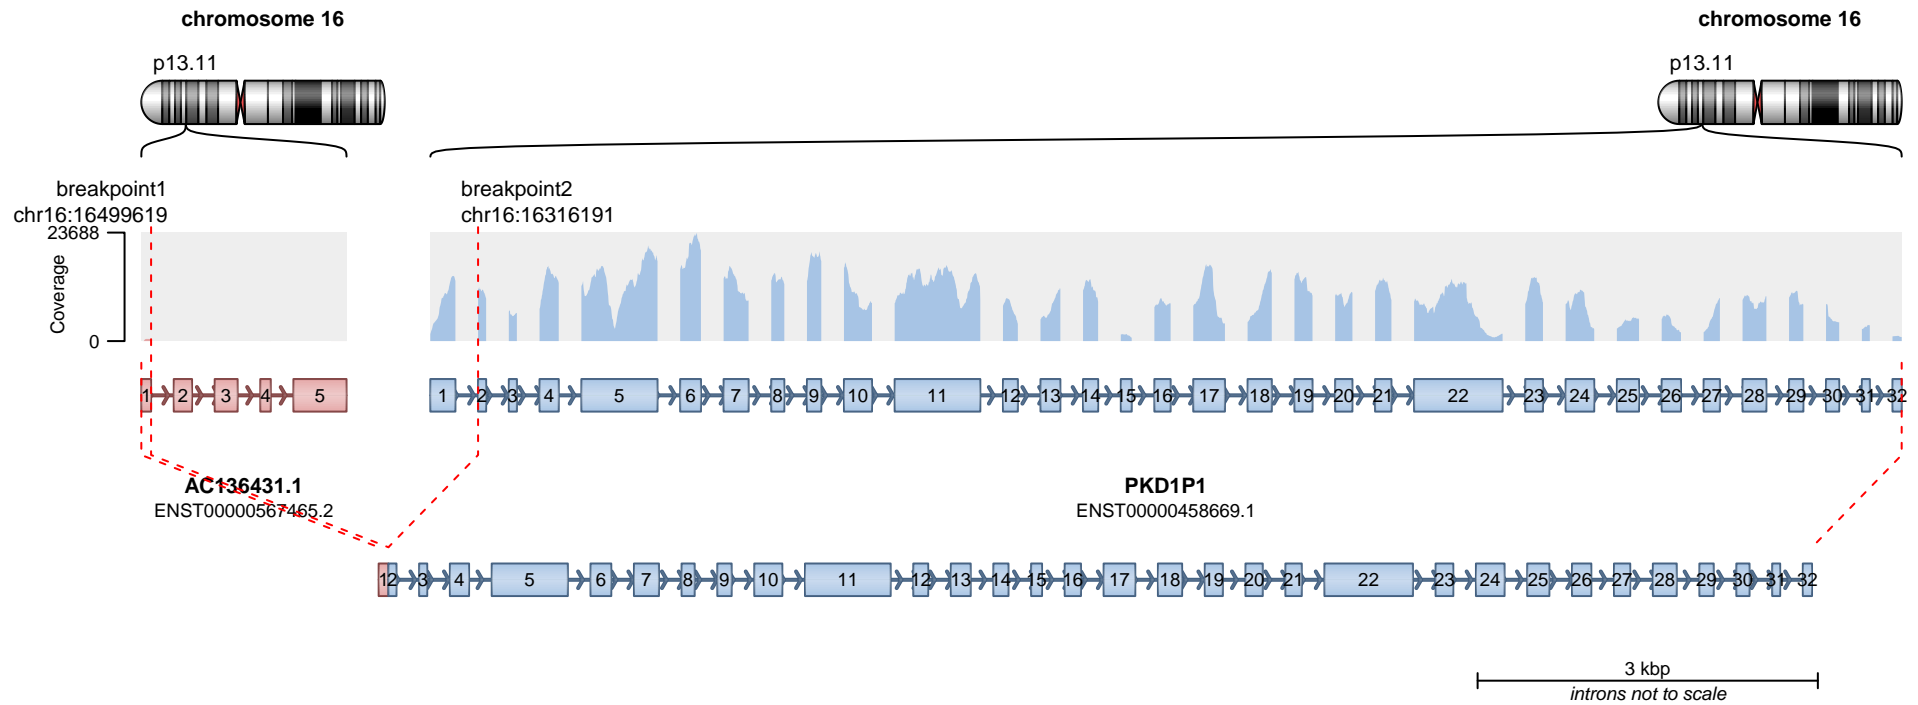 chromosome 16
chromosome 16
p13.11
p13.11
breakpoint1
chr16:16499619
breakpoint2
chr16:16316191
23688
Coverage
0
1 2 3 4 5
1 2 3 4 5 6 7 8 9 10 11 12 13 14 15 16 17 18 19 20 21 22 23 24 25 26 27 28 29 30 31 32
AC136431.1
ENST00000567465.2
PKD1P1
ENST00000458669.1
1 2 3 4 5 6 7 8 9 10 11 12 13 14 15 16 17 18 19 20 21 22 23 24 25 26 27 28 29 30 31 32
3 kbp
introns not to scale